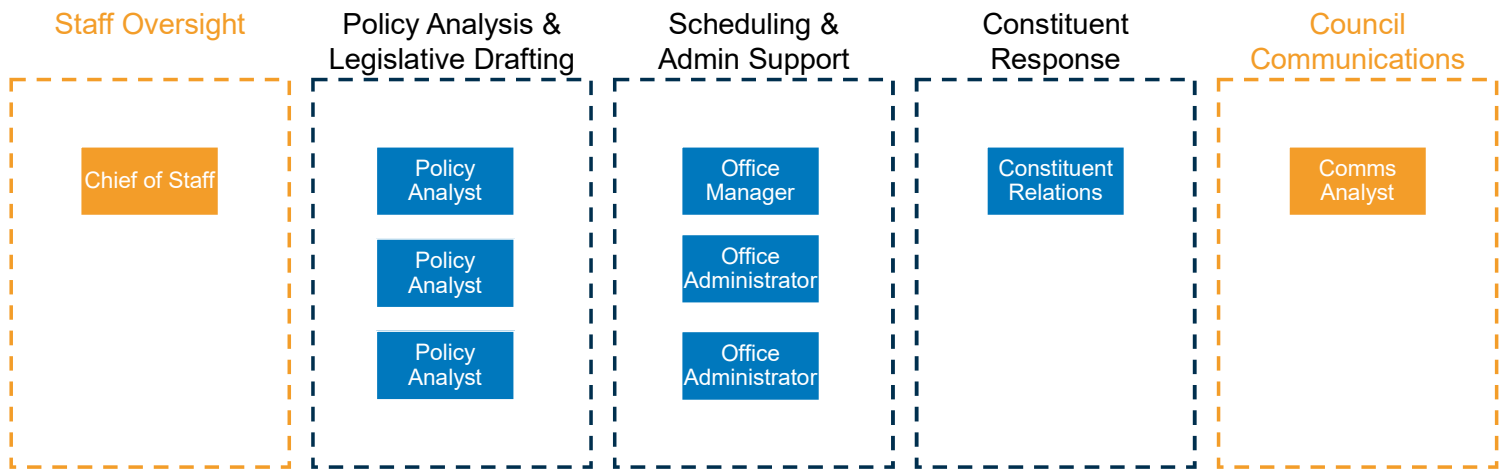 Staff Oversight
Policy Analysis &
Legislative Drafting
Scheduling &
Admin Support
Constituent
Response
Council
Communications
Chief of Staff
Policy
Analyst
Policy
Analyst
Policy
Analyst
Office
Manager
Office
Administrator
Office
Administrator
Constituent
Relations
Comms
Analyst